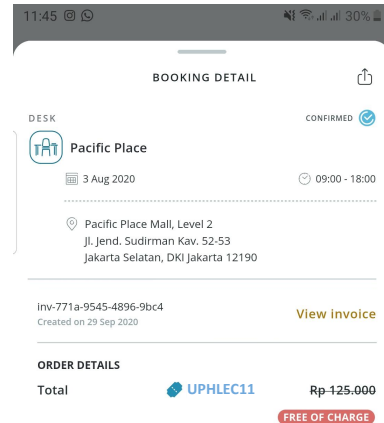 11:45 30%
BOOKING DETAIL
DESK CONFIRMED
Pacific Place
3 Aug 2020 09:00 - 18:00
Pacific Place Mall, Level 2
Jl. Jend. Sudirman Kav. 52-53
Jakarta Selatan, DKI Jakarta 12190
inv-771a-9545-4896-9bc4
View invoice
Created on 29 Sep 2020
ORDER DETAILS
Total UPHLEC11 Rp 125.000
FREE OF CHARGE